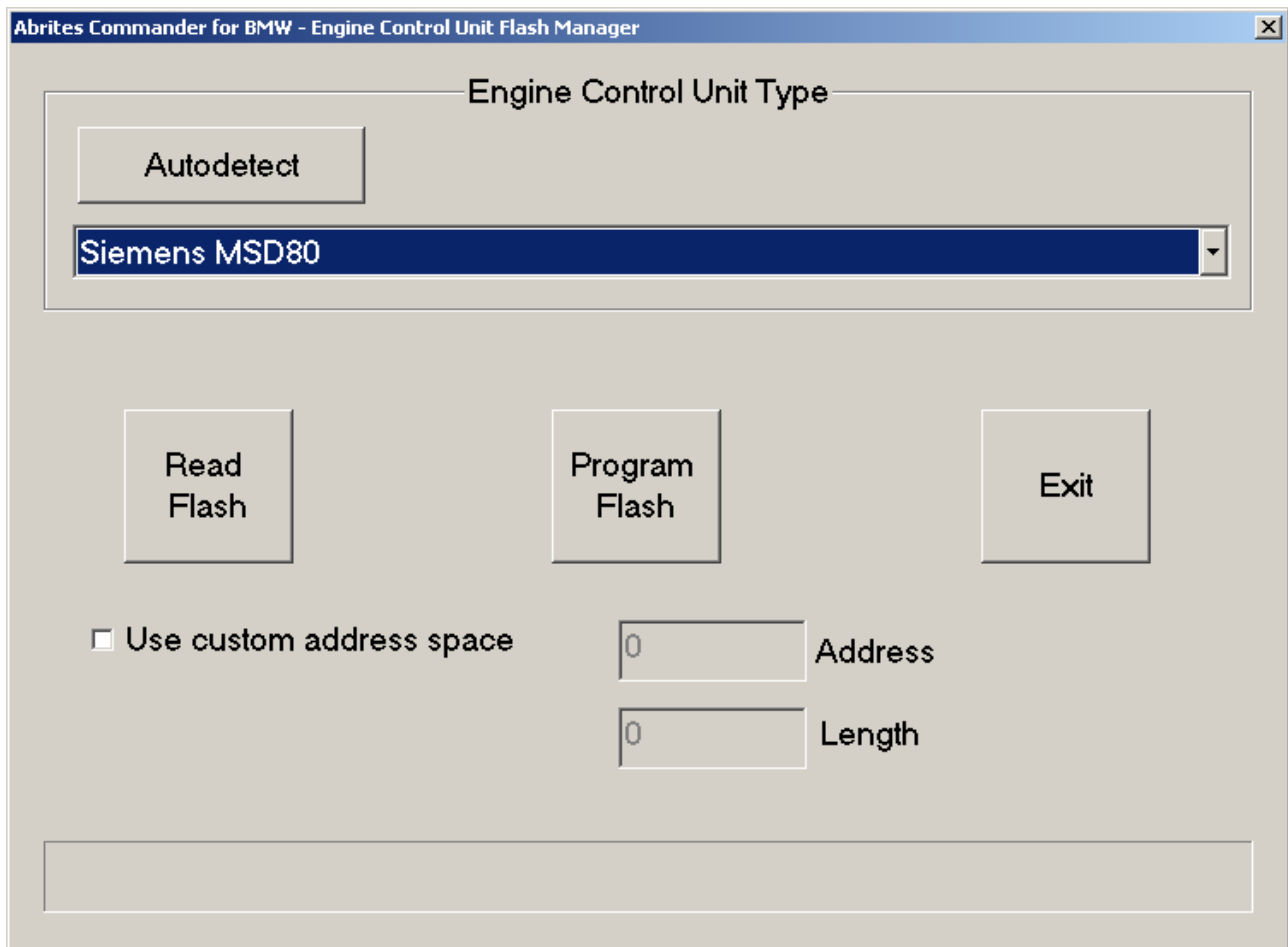 Abrites Commander for BMW - Engine Control Unit Flash Manager
Engine Control Unit Type
Autodetect
Siemens MSD80
Read
Flash
Program
Flash
Exit
Use custom address space
0
Address
0
Length